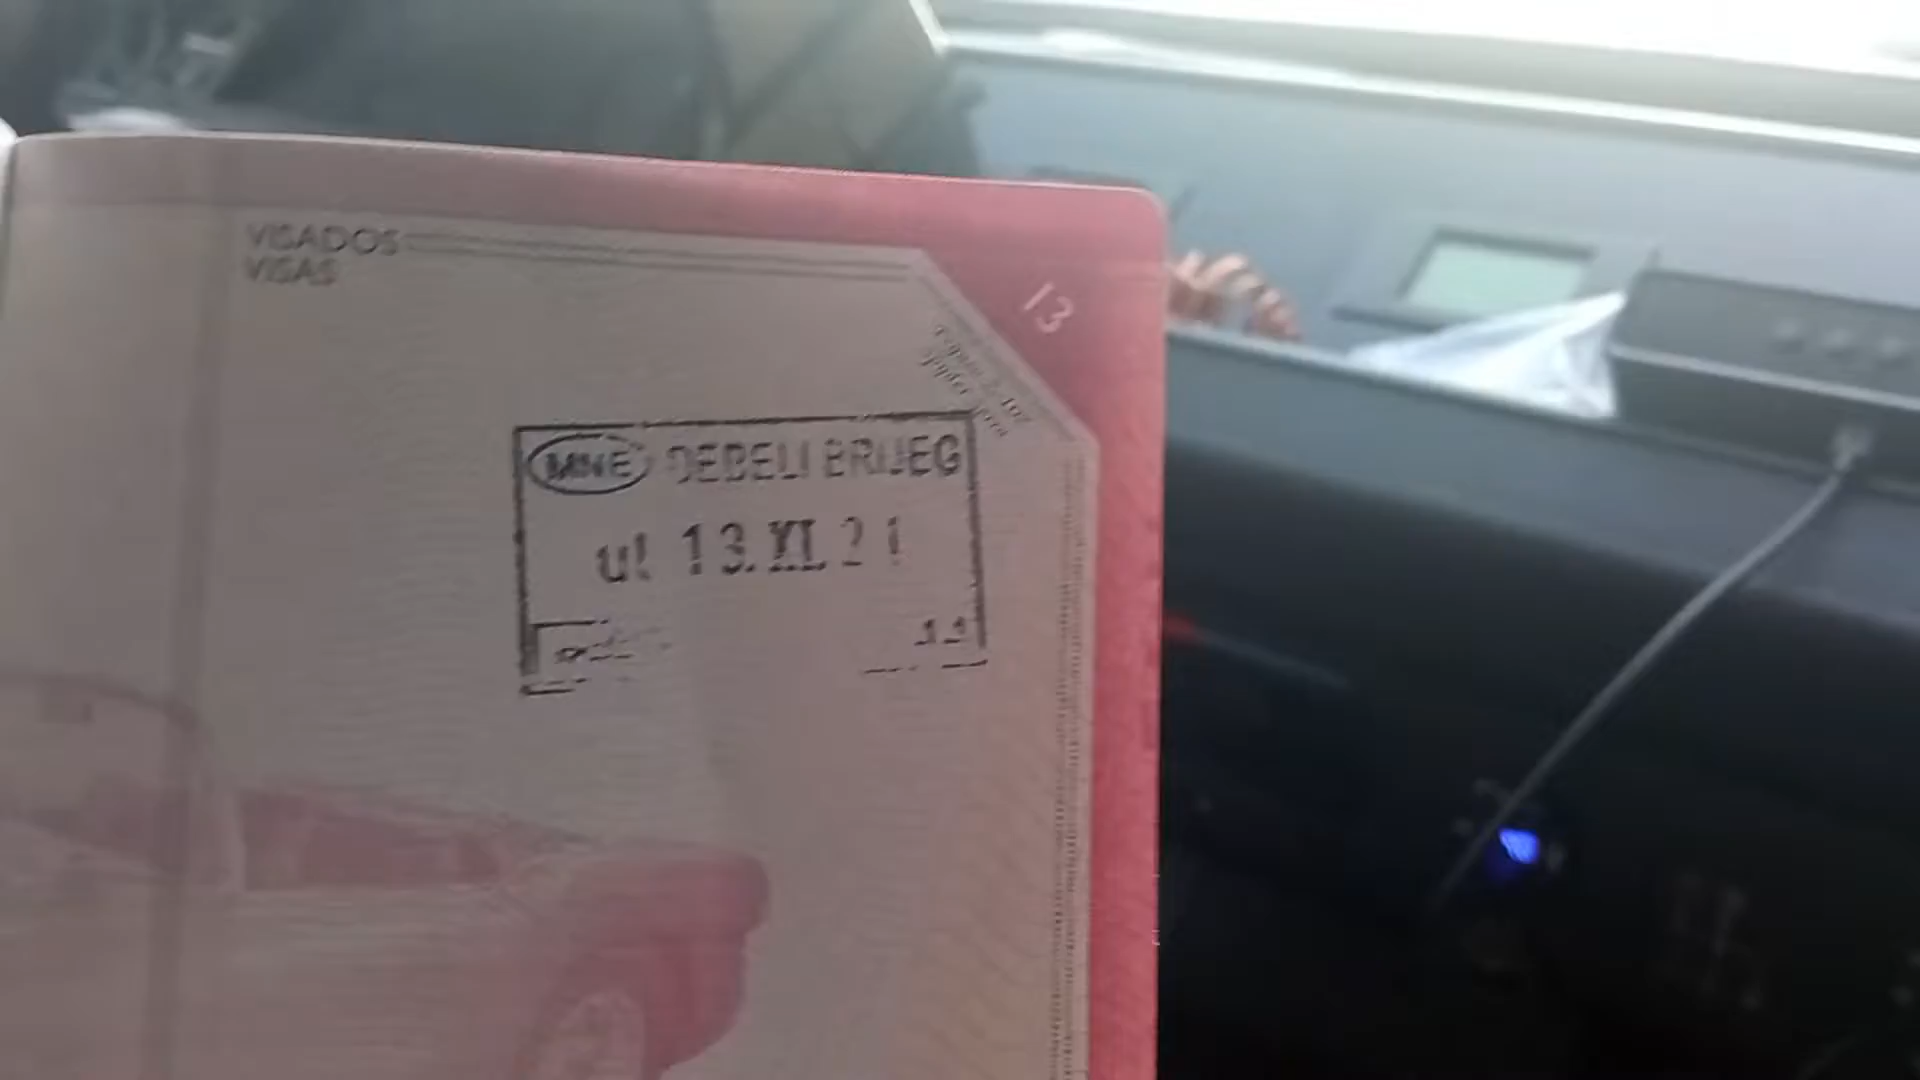 VISADOS
VISAS
13
MNE DEBELI BRIJEG
ul 13.XI.21